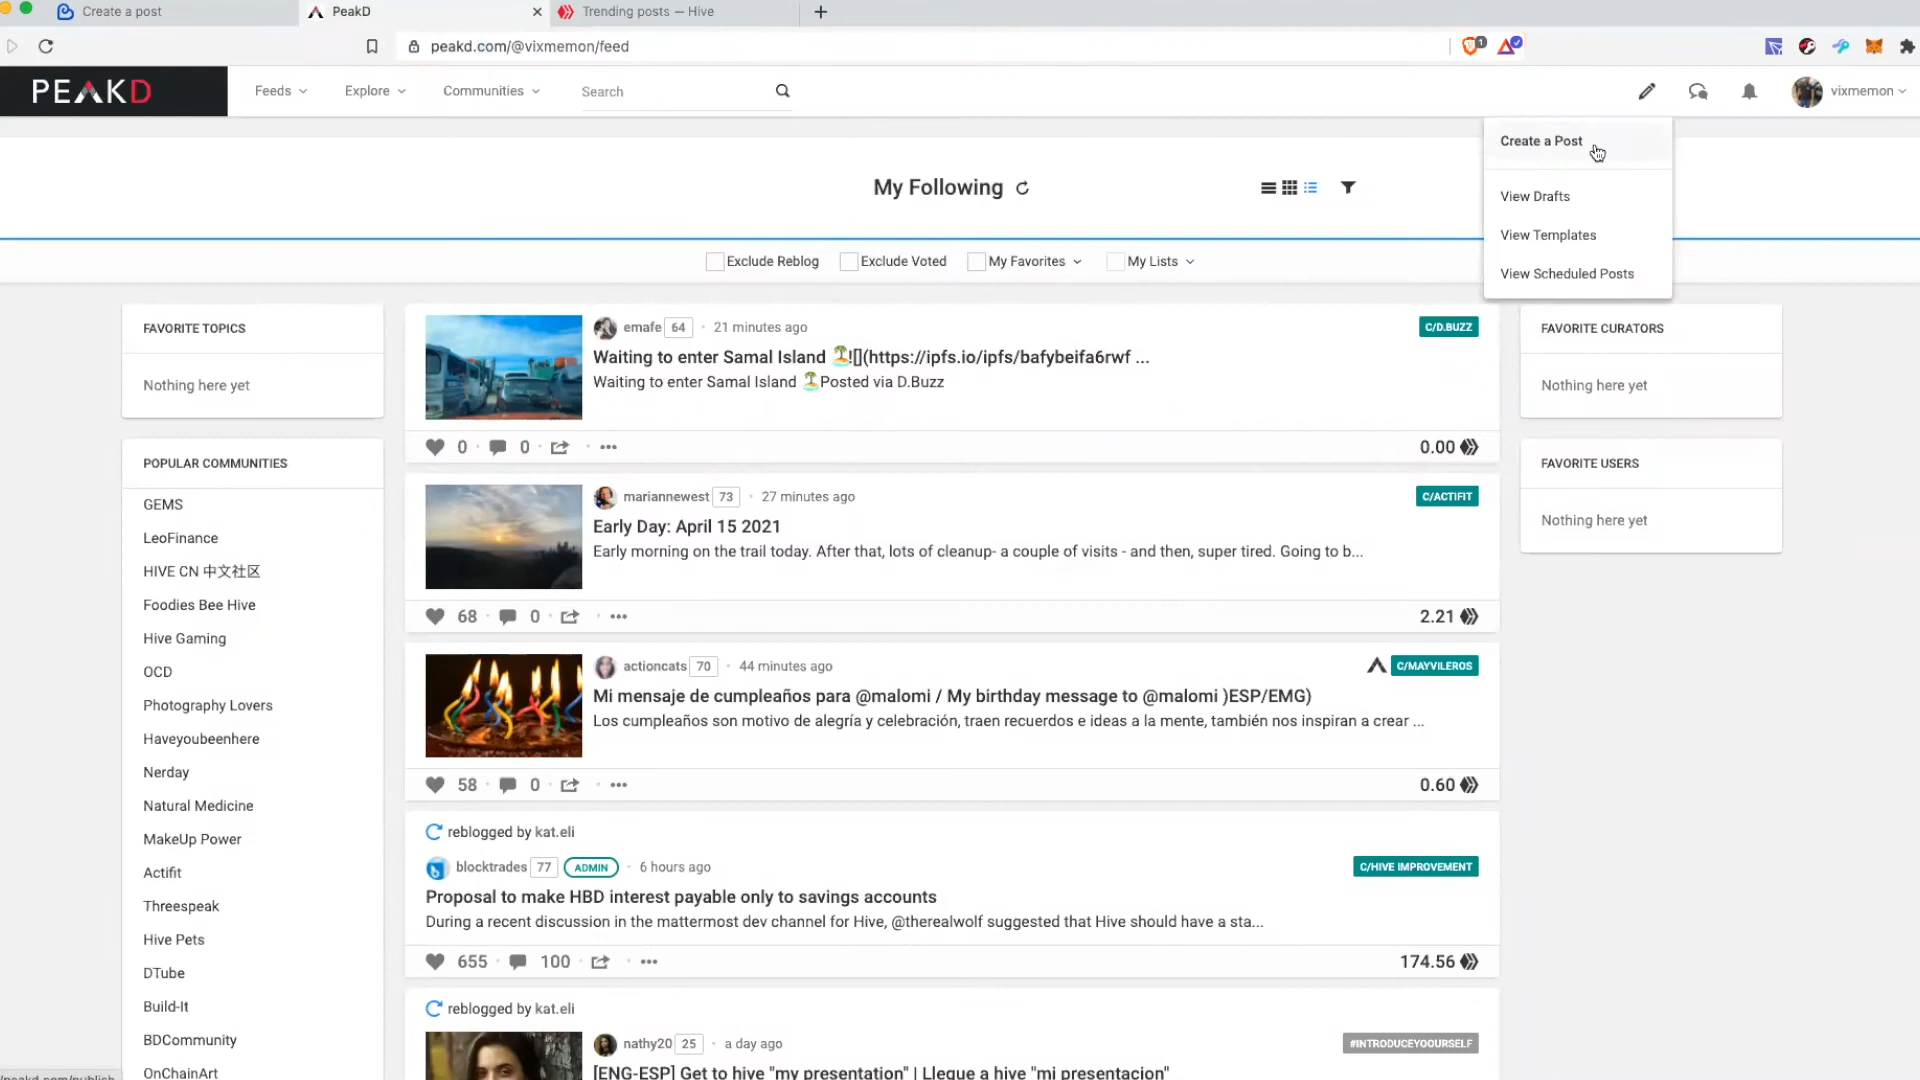 Create a post
PeakD
Trending posts — Hive
peakd.com/@vixmemon/feed
1
PEAKD
Feeds
Explore
Communities
Search
vixmemon
Create a Post
View Drafts
View Templates
View Scheduled Posts
My Following
Exclude Reblog
Exclude Voted
My Favorites
My Lists
FAVORITE TOPICS
Nothing here yet
POPULAR COMMUNITIES
GEMS
LeoFinance
HIVE CN 中文社区
Foodies Bee Hive
Hive Gaming
OCD
Photography Lovers
Haveyoubeenhere
Nerday
Natural Medicine
MakeUp Power
Actifit
Threespeak
Hive Pets
DTube
Build-It
BDCommunity
OnChainArt
emafe 64 · 21 minutes ago
C/D.BUZZ
Waiting to enter Samal Island 🏝️![](https://ipfs.io/ipfs/bafybeifa6rwf ...
Waiting to enter Samal Island 🏝️Posted via D.Buzz
0 · 0 · · ...
0.00
mariannewest 73 · 27 minutes ago
C/ACTIFIT
Early Day: April 15 2021
Early morning on the trail today. After that, lots of cleanup- a couple of visits - and then, super tired. Going to b...
68 · 0 · · ...
2.21
actioncats 70 · 44 minutes ago
C/MAYVILEROS
Mi mensaje de cumpleaños para @malomi / My birthday message to @malomi )ESP/EMG)
Los cumpleaños son motivo de alegría y celebración, traen recuerdos e ideas a la mente, también nos inspiran a crear ...
58 · 0 · · ...
0.60
reblogged by kat.eli
blocktrades 77 ADMIN · 6 hours ago
C/HIVE IMPROVEMENT
Proposal to make HBD interest payable only to savings accounts
During a recent discussion in the mattermost dev channel for Hive, @therealwolf suggested that Hive should have a sta...
655 · 100 · · ...
174.56
reblogged by kat.eli
nathy20 25 · a day ago
#INTRODUCEYOOURSELF
[ENG-ESP] Get to hive "my presentation" | Llegue a hive "mi presentacion"
FAVORITE CURATORS
Nothing here yet
FAVORITE USERS
Nothing here yet